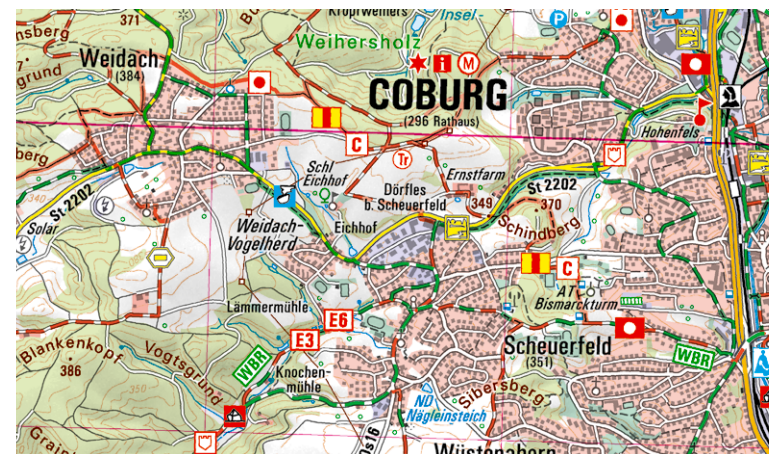 371
Insel-
P
Weihersholz
Weidach
(384)
grund
i
M
COBURG
(296 Rathaus)
Hohenfels
C
Tr
berg
Schl
Eichhof
Ernstfarm
Dörfles
b. Scheuerfeld
349
St 2202
370
Schindberg
340
St 2202
Solar
Weidach-
Vogelherd
Eichhof
C
AT
Bismarckturm
Lämmermühle
E6
E3
Scheuerfeld
(351)
WBR
Blankenkopf
386
Vogtsgrund
350
WBR
Knochen-
mühle
Sibersberg
ND
Nägleinsteich